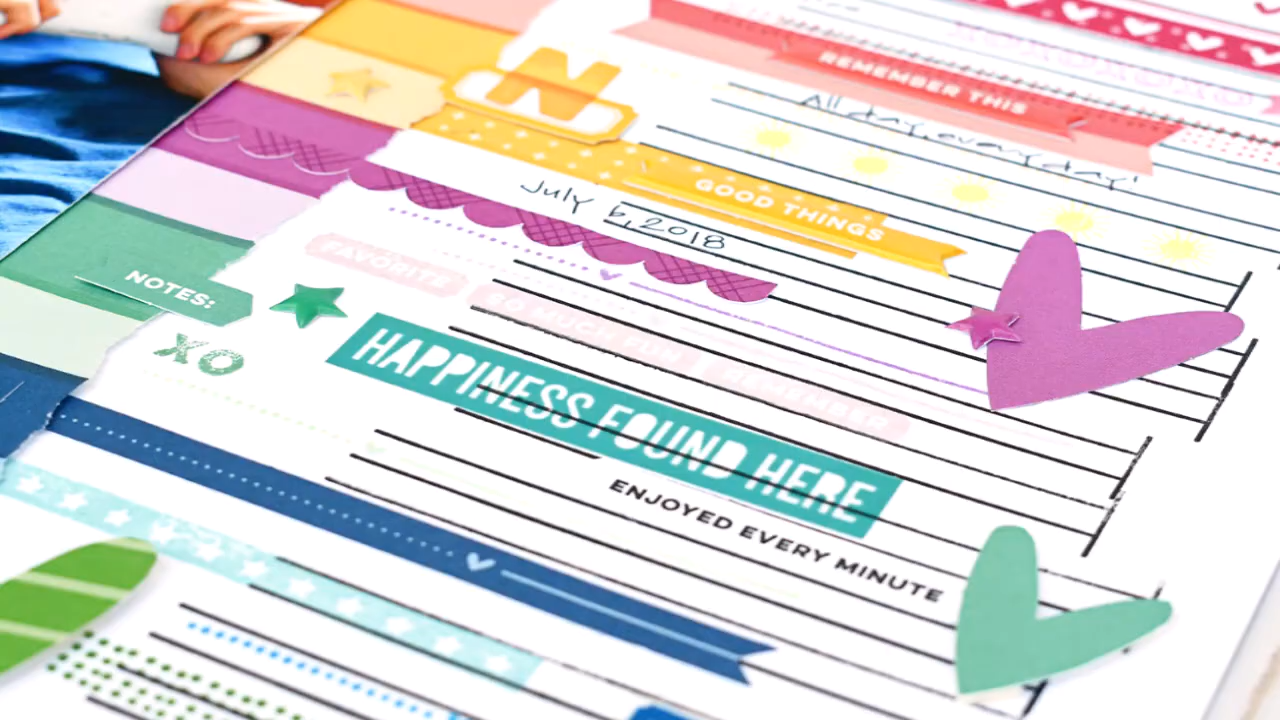 XOXOXOXO
REMEMBER THIS
All day, everyday!
N
GOOD THINGS
July 6, 2018
FAVORITE
SO MUCH FUN
REMEMBER
NOTES:
XO
HAPPINESS FOUND HERE
ENJOYED EVERY MINUTE